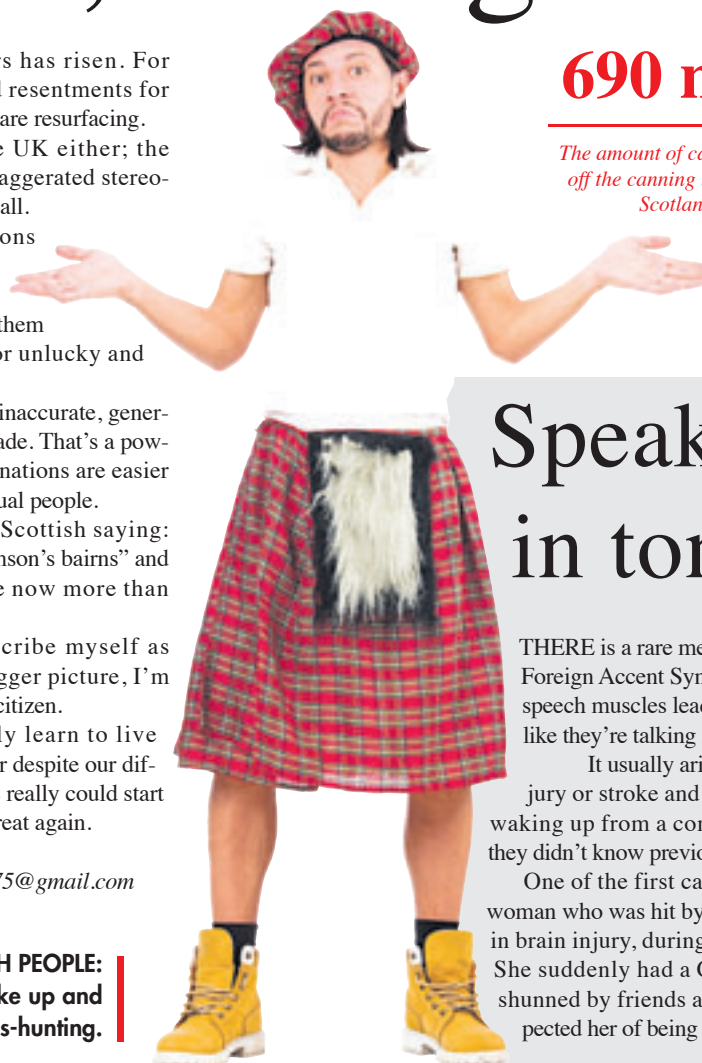 s has risen. For
resentments for
are resurfacing.
UK either; the
aggerated stereo-
all.
ons
them
or unlucky and
inaccurate, gener-
ade. That's a pow-
nations are easier
ual people.
Scottish saying:
nson's bairns" and
e now more than
cribe myself as
gger picture, I'm
citizen.
ly learn to live
r despite our dif-
really could start
reat again.
75@gmail.com
H PEOPLE:
ke up and
s-hunting.
690 
The amount of ca
off the canning
Scotlan
Speak
in ton
THERE is a rare me
Foreign Accent Syn
speech muscles lead
like they're talking
It usually ari
jury or stroke and
waking up from a co
they didn't know previo
One of the first ca
woman who was hit by
in brain injury, during
She suddenly had a
shunned by friends a
pected her of being